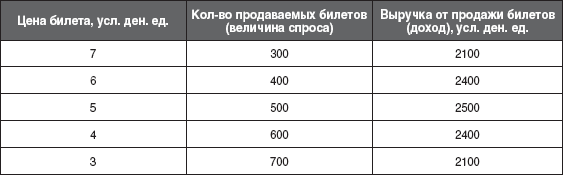 Цена билета, усл. ден. ед. Кол-во продаваемых билетов (величина спроса) Выручка от продажи билетов (доход), усл. ден. ед.
7 300 2100
6 400 2400
5 500 2500
4 600 2400
3 700 2100